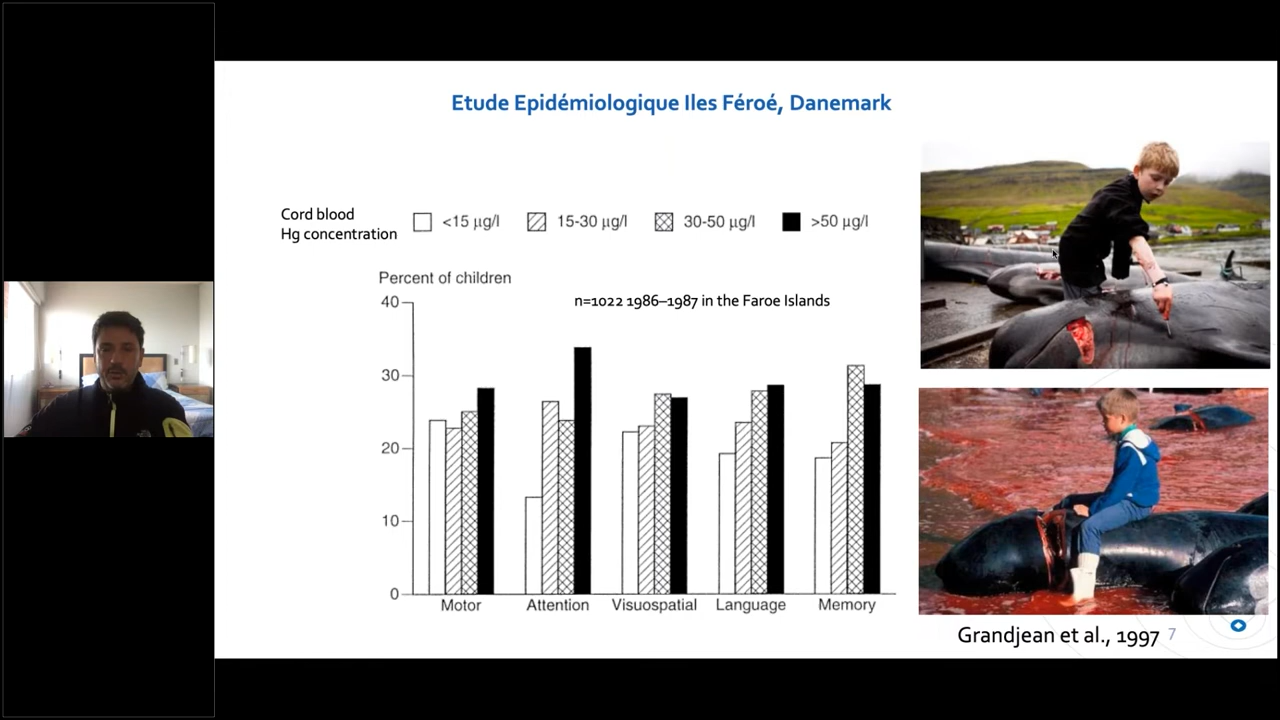 Etude Epidémiologique Iles Féroé, Danemark
Cord blood
Hg concentration
<15 µg/l
15-30 µg/l
30-50 µg/l
>50 µg/l
Percent of children
n=1022 1986–1987 in the Faroe Islands
40
30
20
10
0
Motor
Attention
Visuospatial
Language
Memory
Grandjean et al., 1997
7